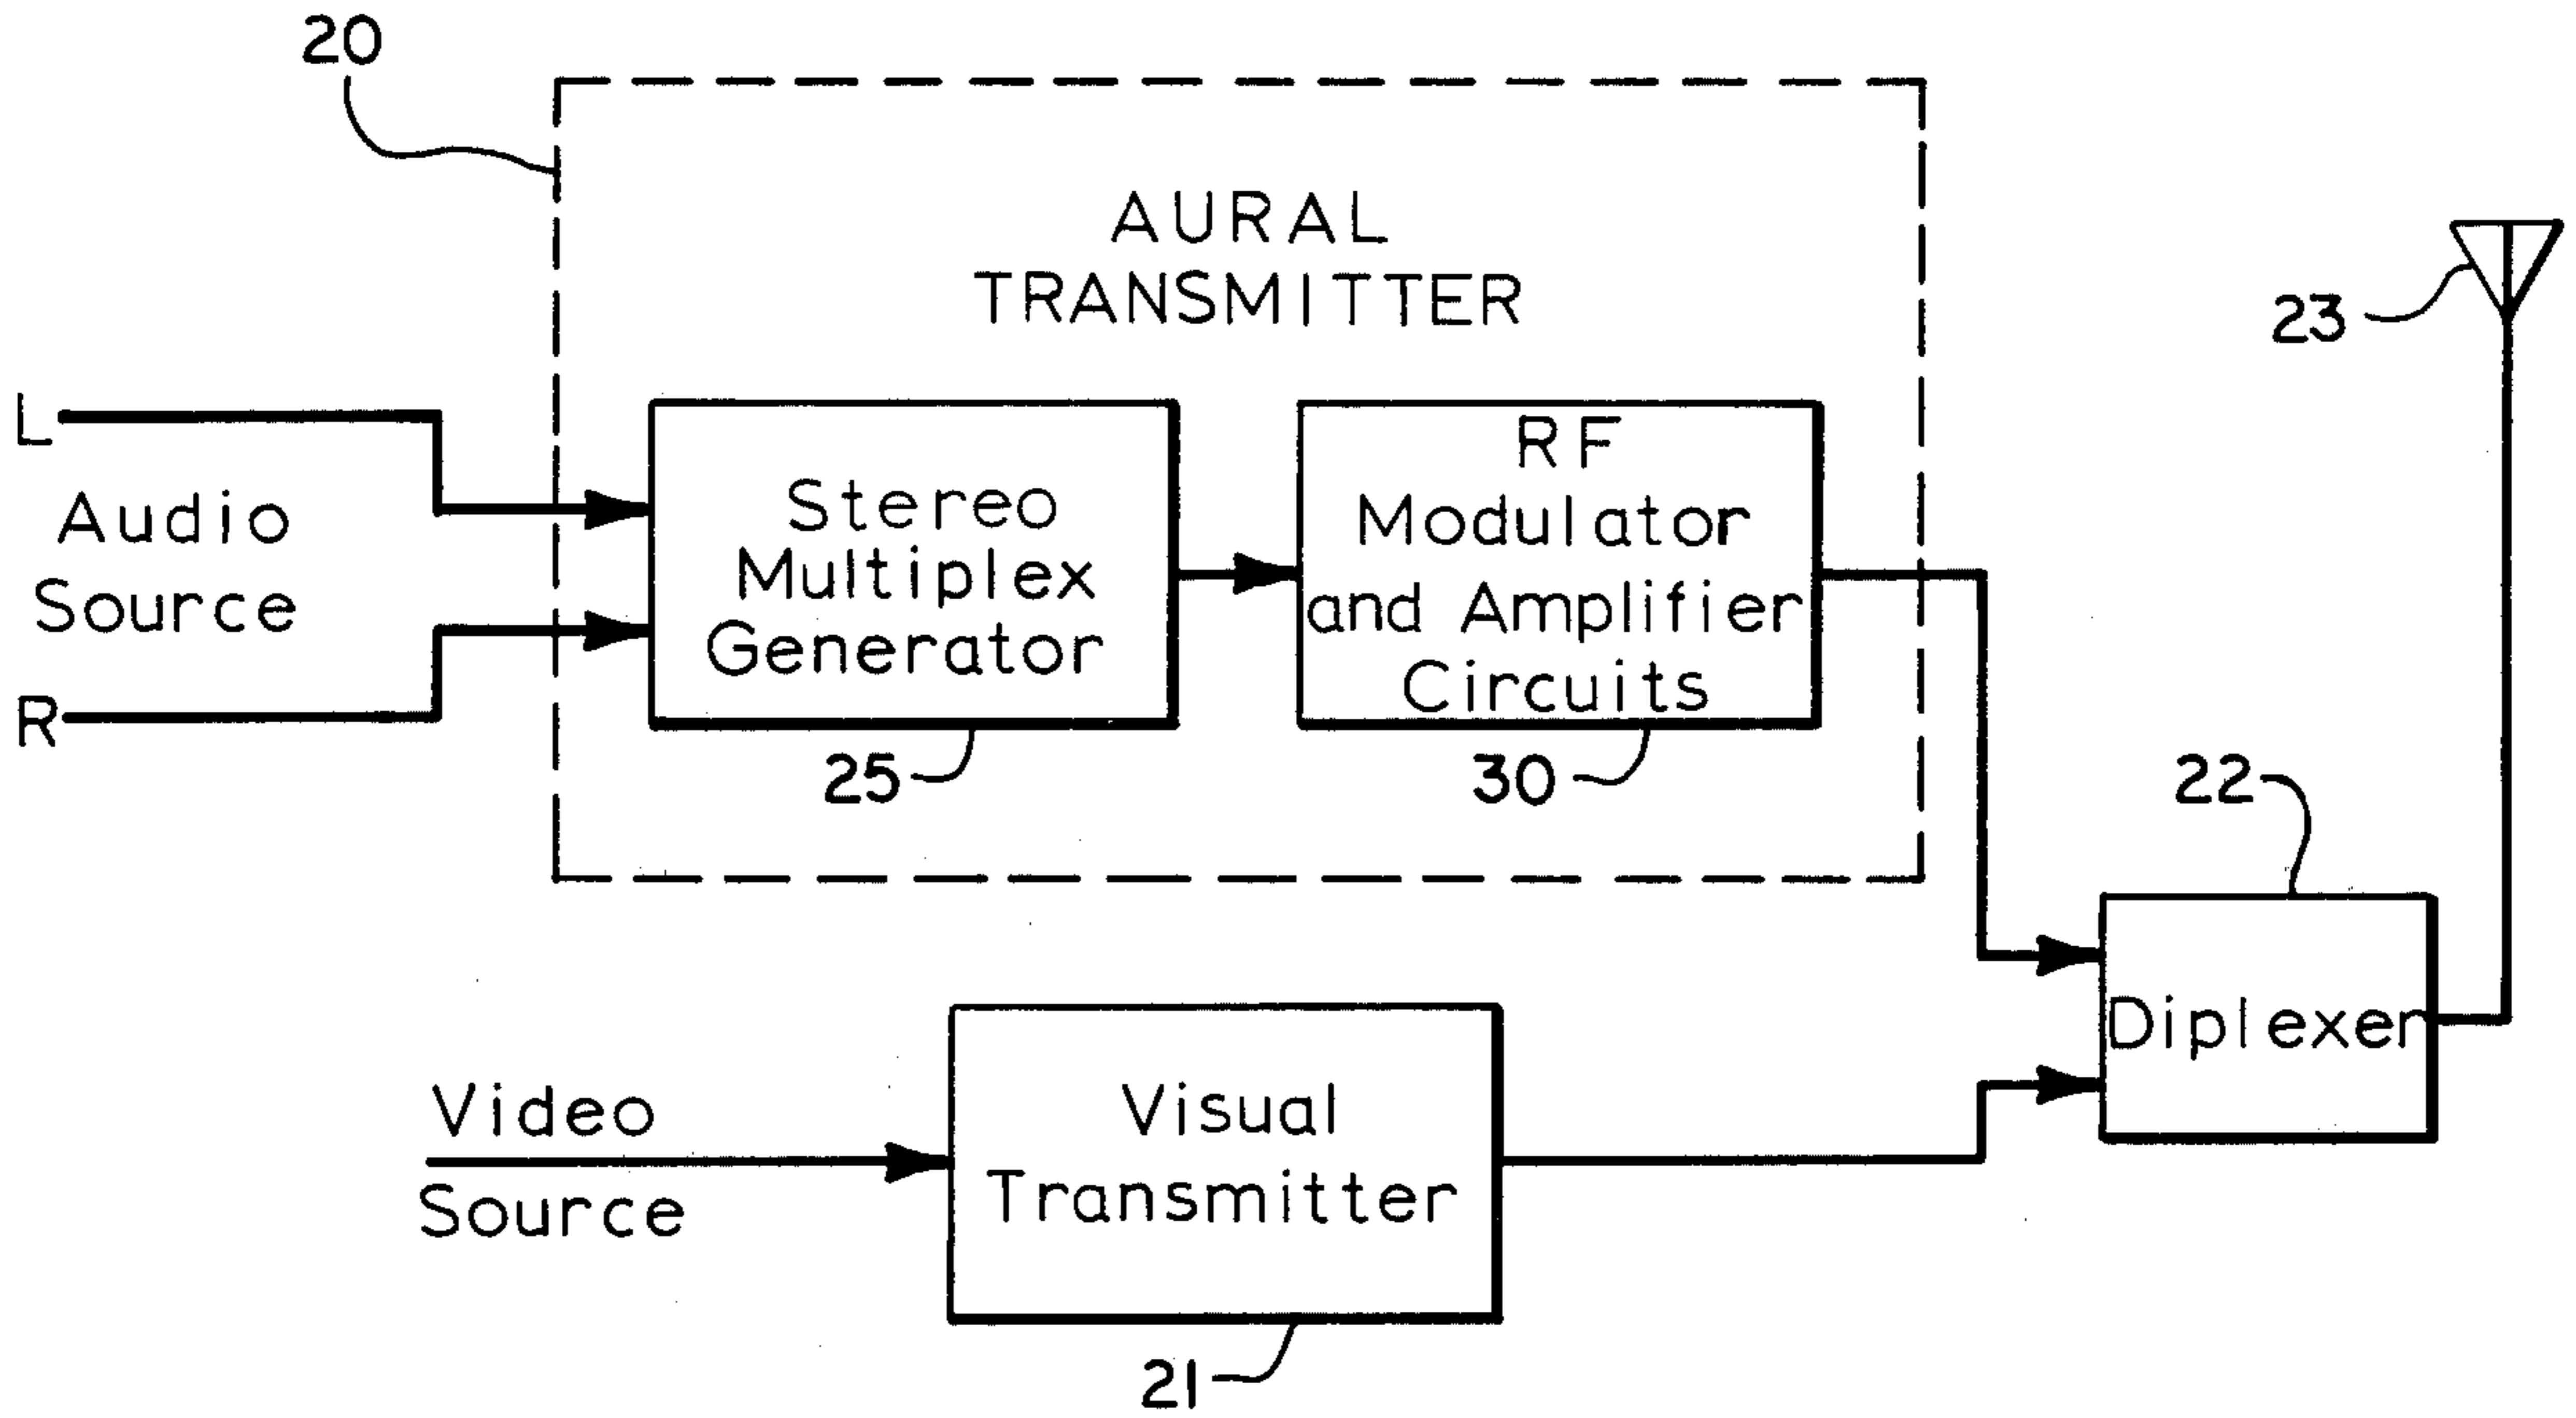 20
AURAL
TRANSMITTER
23
L
Audio
Source
R
Stereo
Multiplex
Generator
25
RF
Modulator
and Amplifier
Circuits
30
22
Diplexer
Video
Source
Visual
Transmitter
21